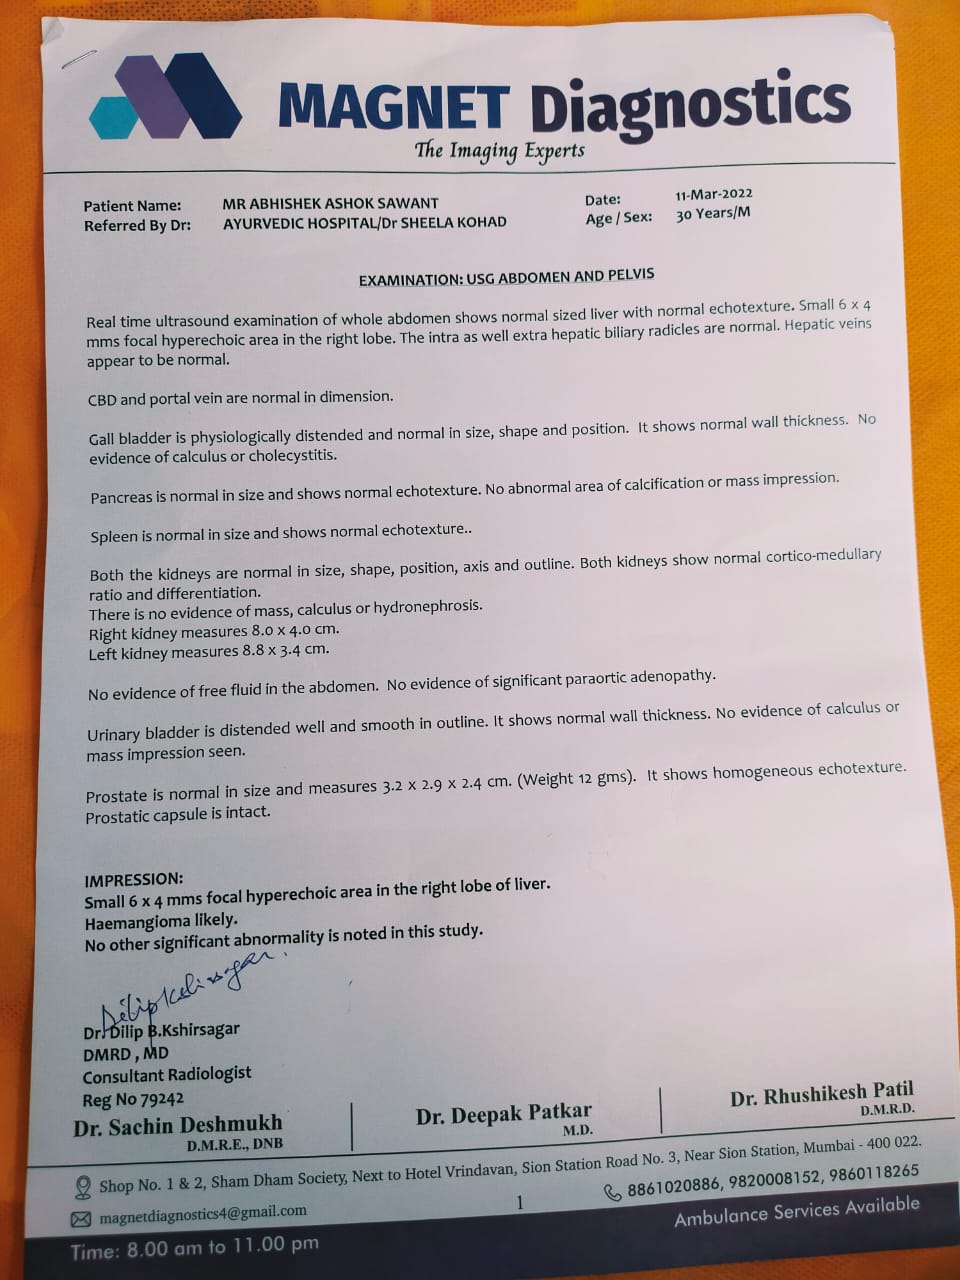 MAGNET Diagnostics
The Imaging Experts
Patient Name: MR ABHISHEK ASHOK SAWANT Date: 11-Mar-2022
Referred By Dr: AYURVEDIC HOSPITAL/Dr SHEELA KOHAD Age / Sex: 30 Years/M
EXAMINATION: USG ABDOMEN AND PELVIS
Real time ultrasound examination of whole abdomen shows normal sized liver with normal echotexture. Small 6 x 4
mms focal hyperechoic area in the right lobe. The intra as well extra hepatic biliary radicles are normal. Hepatic veins
appear to be normal.
CBD and portal vein are normal in dimension.
Gall bladder is physiologically distended and normal in size, shape and position. It shows normal wall thickness. No
evidence of calculus or cholecystitis.
Pancreas is normal in size and shows normal echotexture. No abnormal area of calcification or mass impression.
Spleen is normal in size and shows normal echotexture..
Both the kidneys are normal in size, shape, position, axis and outline. Both kidneys show normal cortico-medullary
ratio and differentiation.
There is no evidence of mass, calculus or hydronephrosis.
Right kidney measures 8.0 x 4.0 cm.
Left kidney measures 8.8 x 3.4 cm.
No evidence of free fluid in the abdomen. No evidence of significant paraortic adenopathy.
Urinary bladder is distended well and smooth in outline. It shows normal wall thickness. No evidence of calculus or
mass impression seen.
Prostate is normal in size and measures 3.2 x 2.9 x 2.4 cm. (Weight 12 gms). It shows homogeneous echotexture.
Prostatic capsule is intact.
IMPRESSION:
Small 6 x 4 mms focal hyperechoic area in the right lobe of liver.
Haemangioma likely.
No other significant abnormality is noted in this study.
Dilip Kshirsagar.
Dr. Dilip B.Kshirsagar
DMRD , MD
Consultant Radiologist
Reg No 79242
Dr. Sachin Deshmukh
D.M.R.E., DNB
Dr. Deepak Patkar
M.D.
Dr. Rhushikesh Patil
D.M.R.D.
Shop No. 1 & 2, Sham Dham Society, Next to Hotel Vrindavan, Sion Station Road No. 3, Near Sion Station, Mumbai - 400 022.
magnetdiagnostics4@gmail.com 1 8861020886, 9820008152, 9860118265
Time: 8.00 am to 11.00 pm Ambulance Services Available